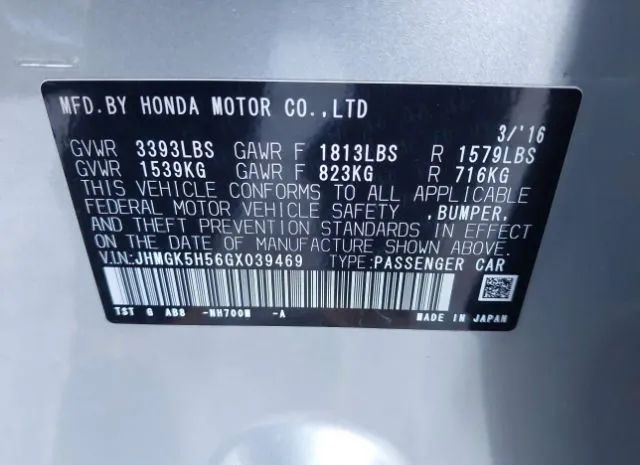 MFD.BY HONDA MOTOR CO.,LTD
3/'16
GVWR 3393LBS GAWR F 1813LBS R 1579LBS
GVWR 1539KG GAWR F 823KG R 716KG
THIS VEHICLE CONFORMS TO ALL APPLICABLE
FEDERAL MOTOR VEHICLE SAFETY ,BUMPER,
AND THEFT PREVENTION STANDARDS IN EFFECT
ON THE DATE OF MANUFACTURE SHOWN ABOVE.
V.I.N:JHMGK5H56GX039469 TYPE:PASSENGER CAR
TST G AB8 -NH700M -A MADE IN JAPAN